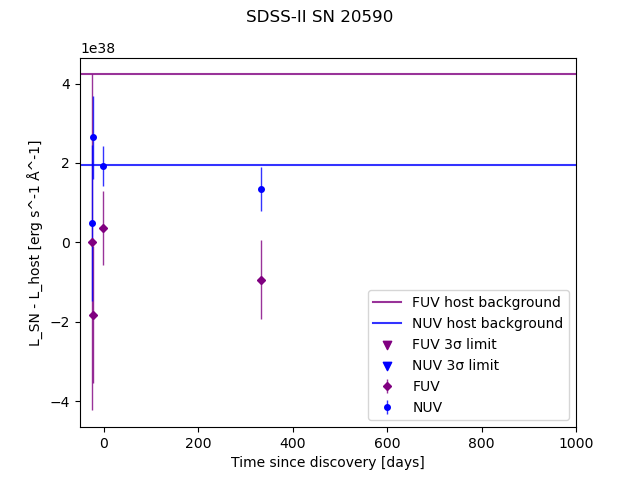 SDSS-II SN 20590
1e38
L_SN - L_host [erg s^-1 Å^-1]
4
2
0
−2
−4
FUV host background
NUV host background
FUV 3σ limit
NUV 3σ limit
FUV
NUV
0 200 400 600 800 1000
Time since discovery [days]